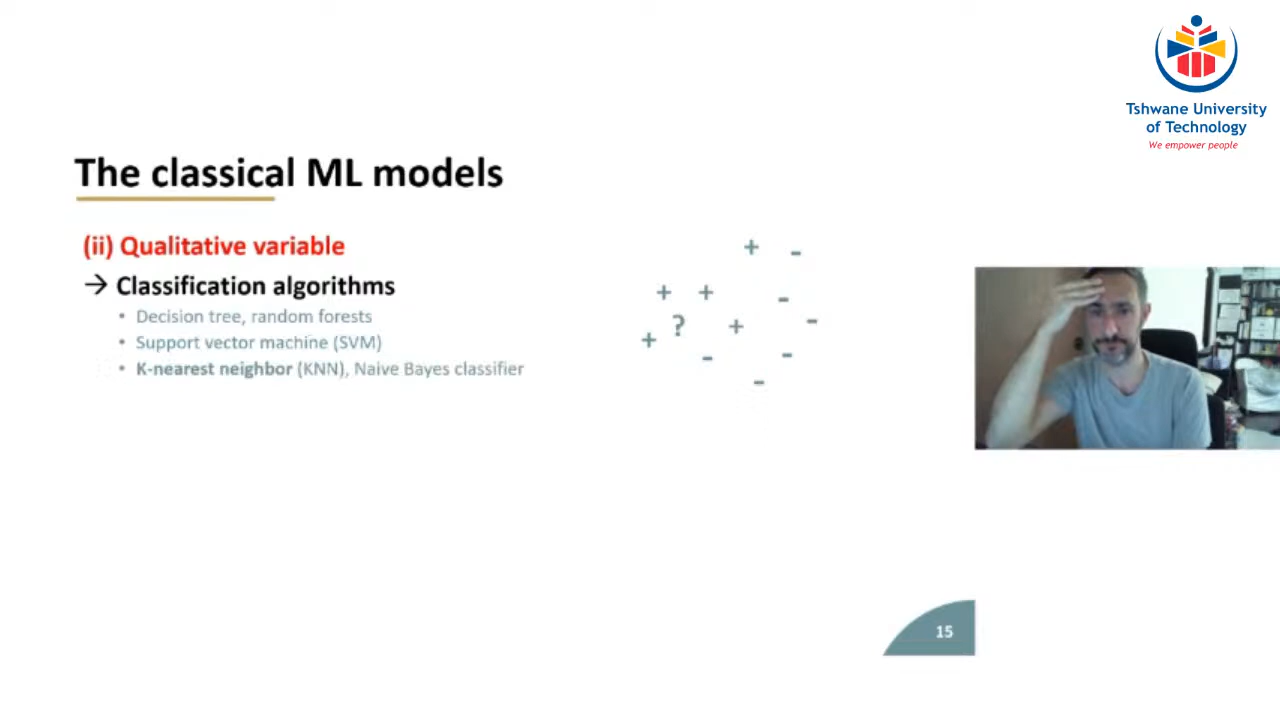 Tshwane University
of Technology
We empower people
The classical ML models
(ii) Qualitative variable
→ Classification algorithms
• Decision tree, random forests
• Support vector machine (SVM)
• K-nearest neighbor (KNN), Naive Bayes classifier
+ -
+ + -
? + -
+ - -
-
15